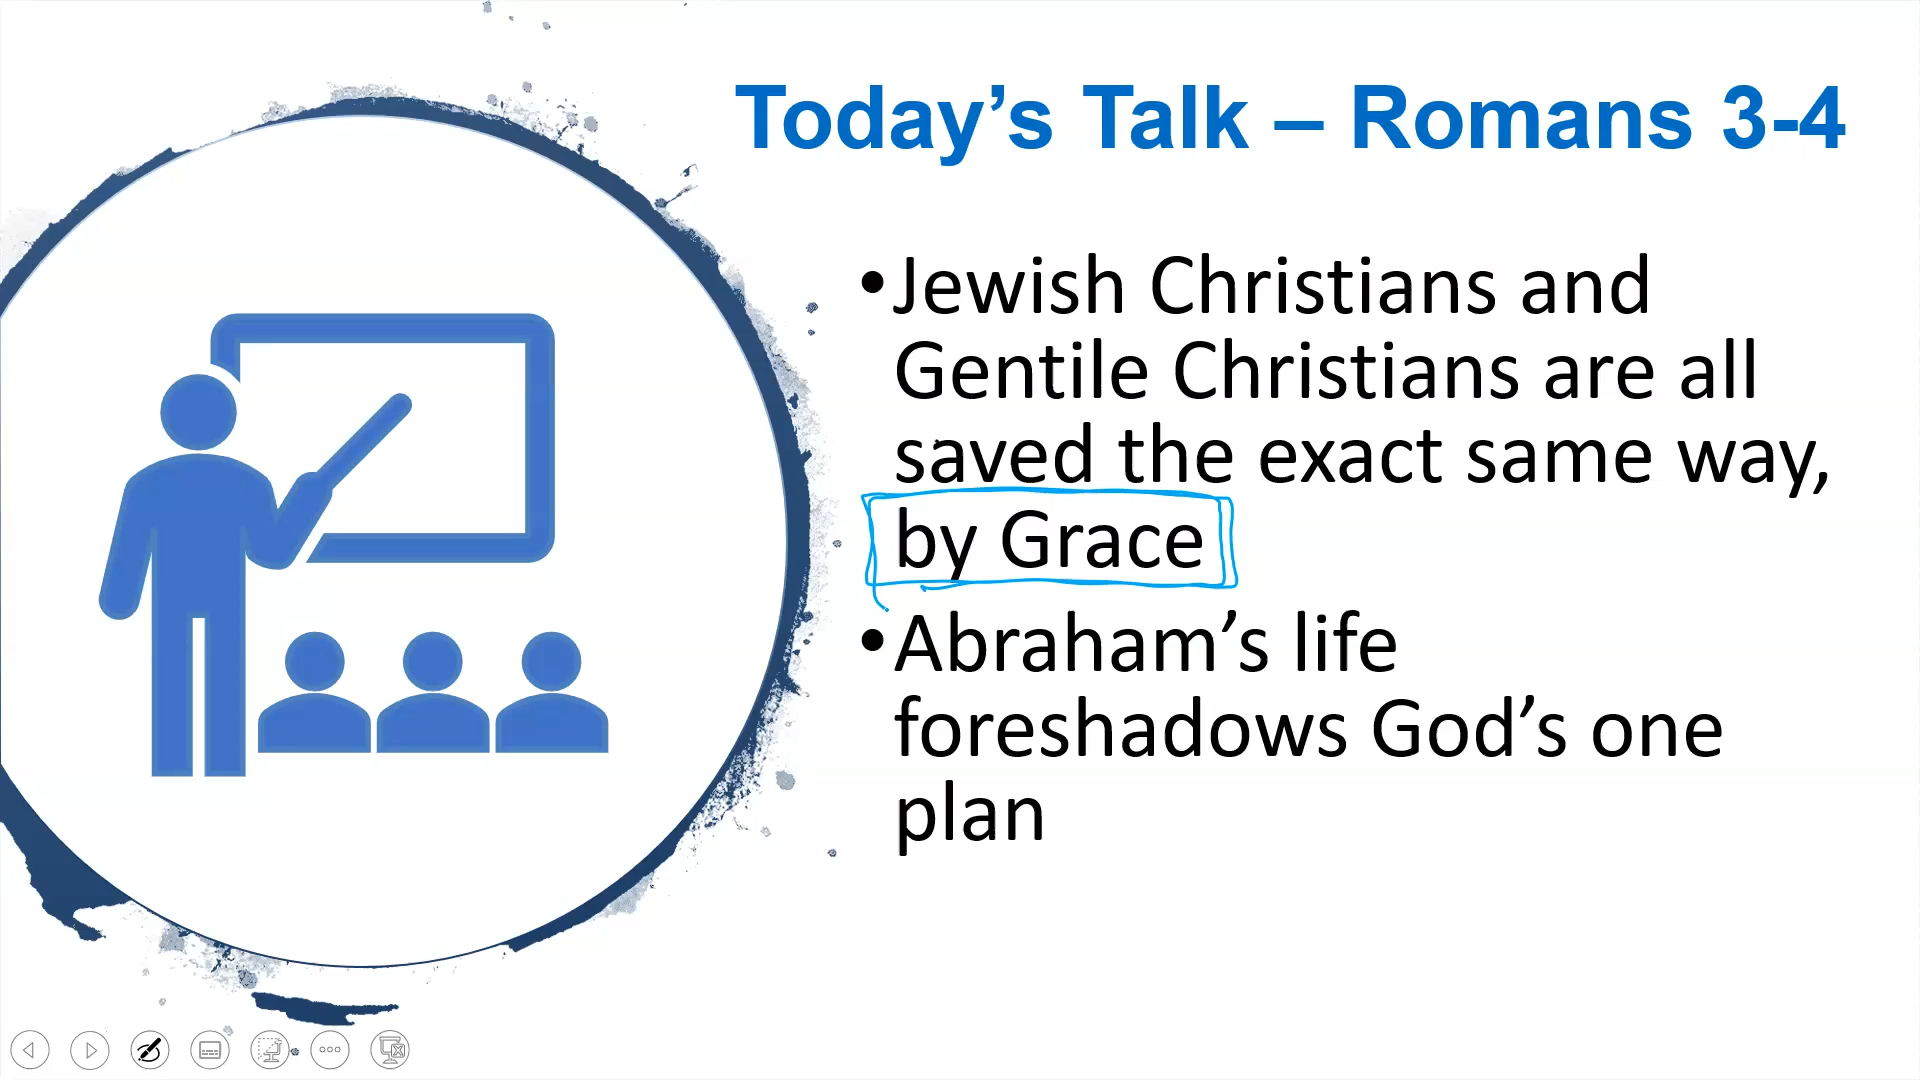 Today’s Talk – Romans 3-4
•Jewish Christians and
Gentile Christians are all
saved the exact same way,
by Grace
•Abraham’s life
foreshadows God’s one
plan